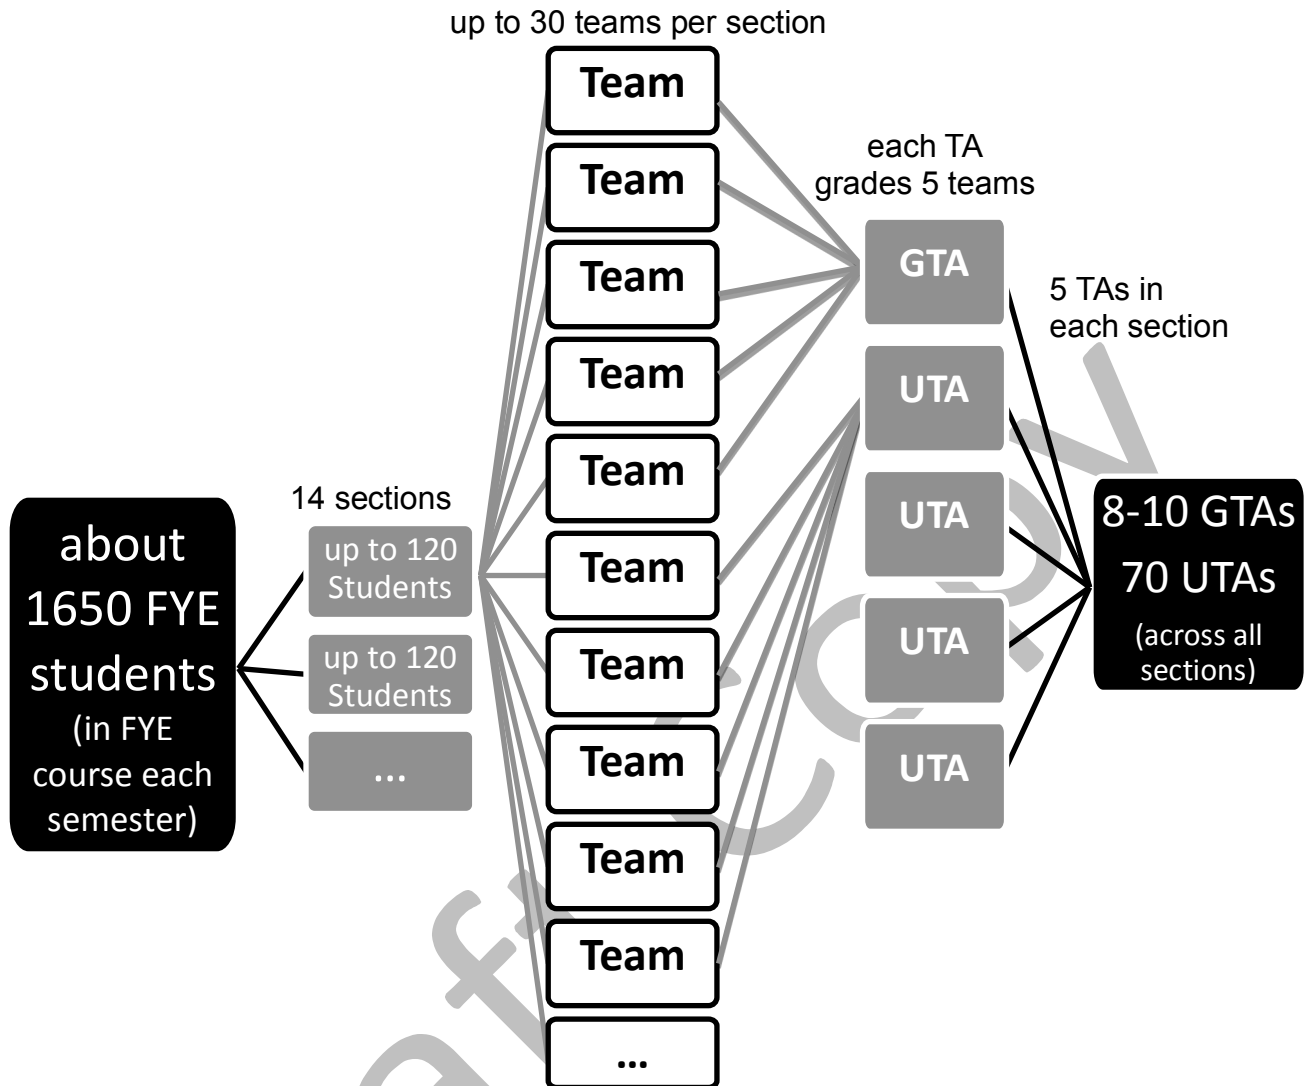 up to 30 teams per section
Team
Team
Team
Team
Team
Team
Team
Team
Team
Team
...
each TA
grades 5 teams
GTA
UTA
UTA
UTA
UTA
5 TAs in
each section
14 sections
up to 120
Students
up to 120
Students
...
about
1650 FYE
students
(in FYE
course each
semester)
8-10 GTAs
70 UTAs
(across all
sections)